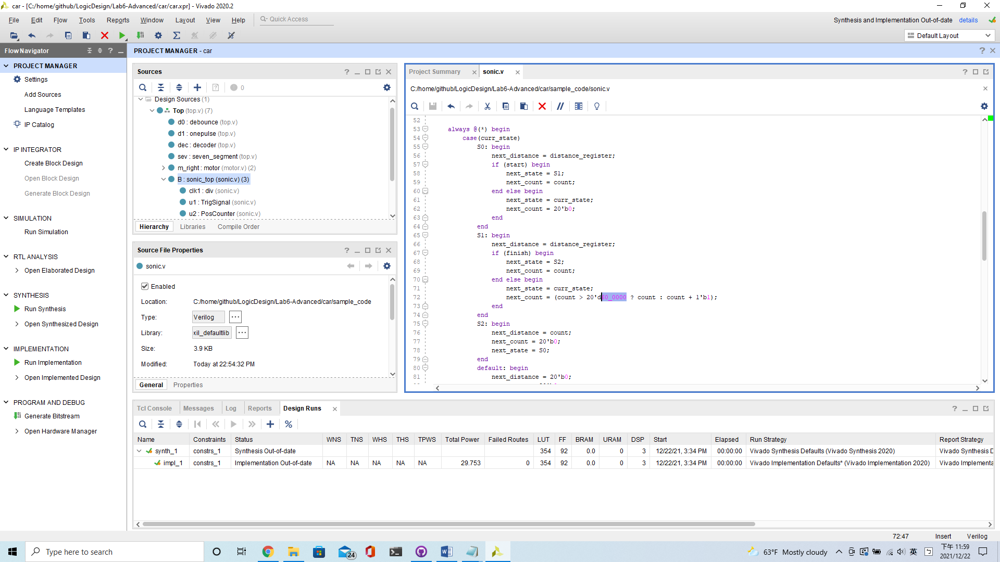 car - [C:/home/github/LogicDesign/Lab6-Advanced/car/car.xpr] - Vivado 2020.2
File Edit Flow Tools Reports Window Layout View Help Quick Access
Synthesis and Implementation Out-of-date details
Default Layout
Flow Navigator
PROJECT MANAGER
Settings
Add Sources
Language Templates
IP Catalog
IP INTEGRATOR
Create Block Design
Open Block Design
Generate Block Design
SIMULATION
Run Simulation
RTL ANALYSIS
Open Elaborated Design
SYNTHESIS
Run Synthesis
Open Synthesized Design
IMPLEMENTATION
Run Implementation
Open Implemented Design
PROGRAM AND DEBUG
Generate Bitstream
Open Hardware Manager
PROJECT MANAGER - car
Sources
0
Design Sources (1)
Top (top.v) (7)
d0 : debounce (top.v)
d1 : onepulse (top.v)
dec : decoder (top.v)
sev : seven_segment (top.v)
m_right : motor (motor.v) (2)
B : sonic_top (sonic.v) (3)
clk1 : div (sonic.v)
u1 : TrigSignal (sonic.v)
u2 : PosCounter (sonic.v)
Hierarchy Libraries Compile Order
Source File Properties
sonic.v
Enabled
Location: C:/home/github/LogicDesign/Lab6-Advanced/car/sample_code
Type: Verilog
Library: xil_defaultlib
Size: 3.9 KB
Modified: Today at 22:54:32 PM
General Properties
Project Summary sonic.v
C:/home/github/LogicDesign/Lab6-Advanced/car/sample_code/sonic.v
52
53 always @(*) begin
54 case(curr_state)
55 S0: begin
56 next_distance = distance_register;
57 if (start) begin
58 next_state = S1;
59 next_count = count;
60 end else begin
61 next_state = curr_state;
62 next_count = 20'b0;
63 end
64 end
65 S1: begin
66 next_distance = distance_register;
67 if (finish) begin
68 next_state = S2;
69 next_count = count;
70 end else begin
71 next_state = curr_state;
72 next_count = (count > 20'd60_0000 ? count : count + 1'b1);
73 end
74 end
75 S2: begin
76 next_distance = count;
77 next_count = 20'b0;
78 next_state = S0;
79 end
80 default: begin
81 next_distance = 20'b0;
Tcl Console Messages Log Reports Design Runs
Name Constraints Status WNS TNS WHS THS TPWS Total Power Failed Routes LUT FF BRAM URAM DSP Start Elapsed Run Strategy Report Strategy
synth_1 constrs_1 Synthesis Out-of-date 354 92 0.0 0 3 12/22/21, 3:34 PM 00:00:00 Vivado Synthesis Defaults (Vivado Synthesis 2020) Vivado Synthesis D
impl_1 constrs_1 Implementation Out-of-date NA NA NA NA NA 29.753 0 354 92 0.0 0 3 12/22/21, 3:34 PM 00:00:00 Vivado Implementation Defaults* (Vivado Implementation 2020) Vivado Implementa
72:47 Insert Verilog
Type here to search
24
63°F Mostly cloudy
英
下午 11:59
2021/12/22